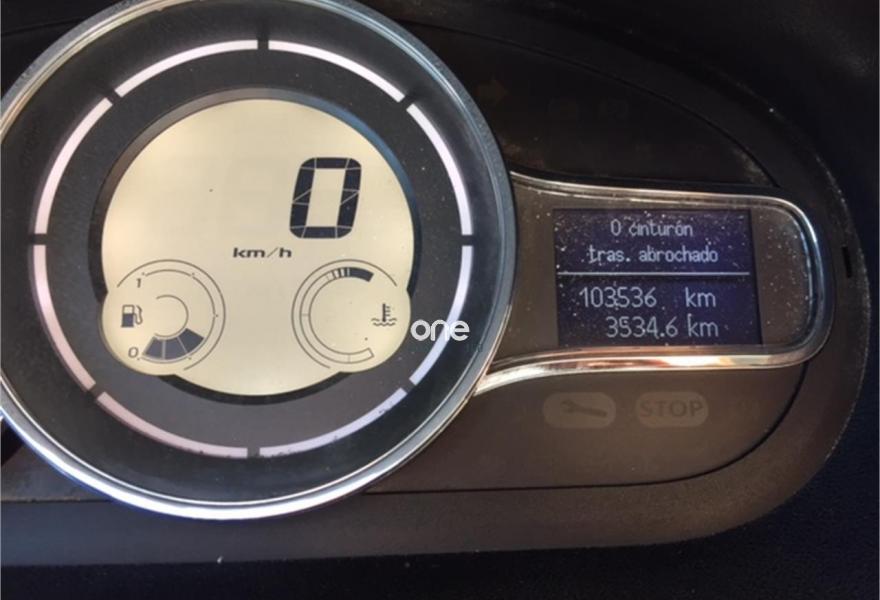 0
km/h
1
0
0 cinturón
tras. abrochado
103536 km
3534.6 km
one
STOP